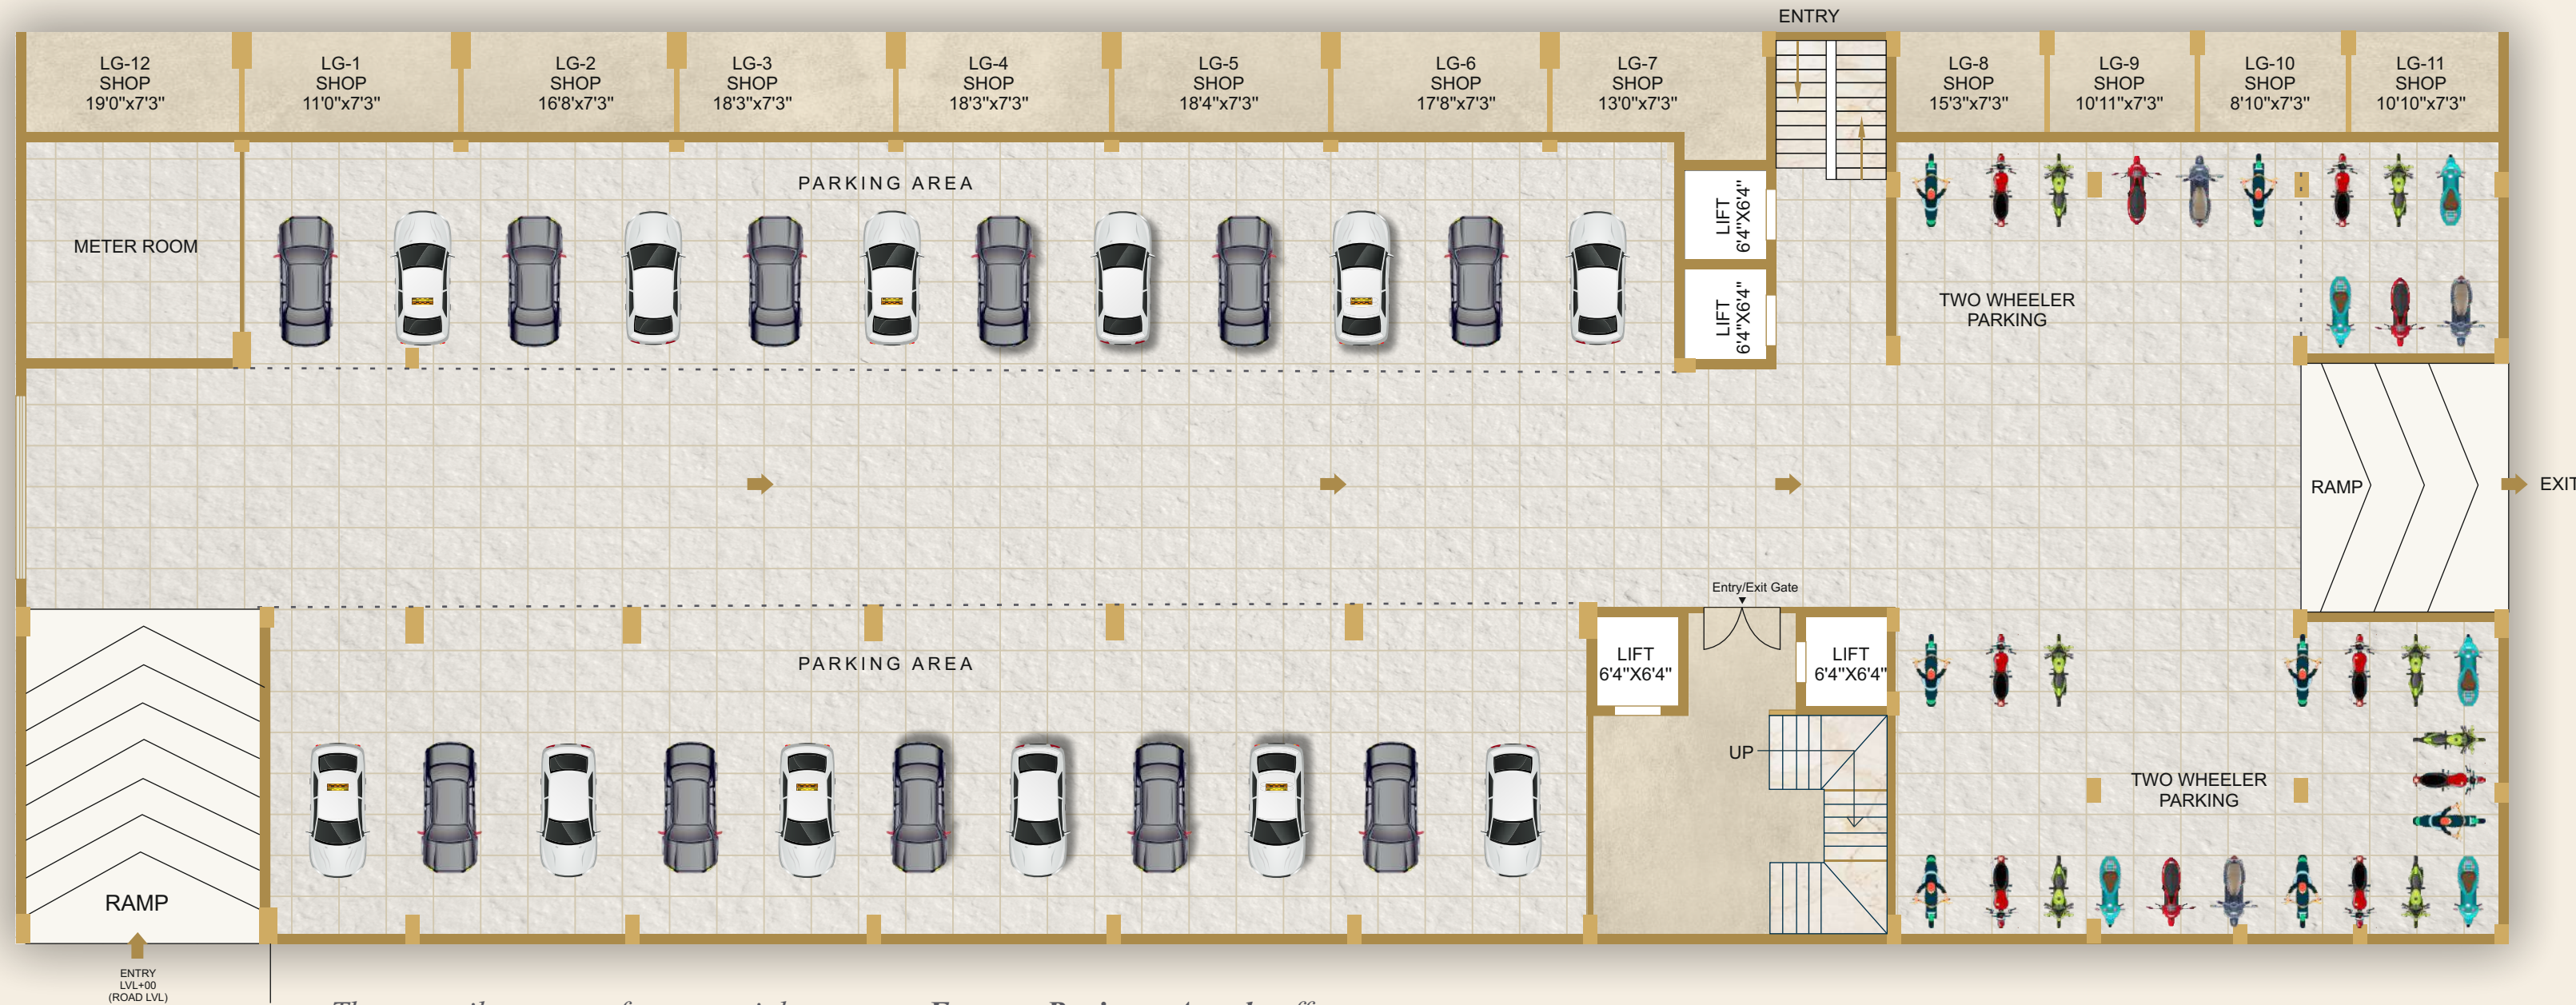 ENTRY
LG-12
SHOP
19'0"x7'3"
LG-1
SHOP
11'0"x7'3"
LG-2
SHOP
16'8'x7'3"
LG-3
SHOP
18'3"x7'3"
LG-4
SHOP
18'3"x7'3"
LG-5
SHOP
18'4"x7'3"
LG-6
SHOP
17'8"x7'3"
LG-7
SHOP
13'0"x7'3"
LG-8
SHOP
15'3"x7'3"
LG-9
SHOP
10'11"x7'3"
LG-10
SHOP
8'10"x7'3"
LG-11
SHOP
10'10"x7'3"
PARKING AREA
METER ROOM
LIFT
6'4"X6'4"
LIFT
6'4"X6'4"
TWO WHEELER
PARKING
RAMP
EXIT
Entry/Exit Gate
PARKING AREA
LIFT
6'4"X6'4"
LIFT
6'4"X6'4"
UP
TWO WHEELER
PARKING
RAMP
ENTRY
LVL+00
(ROAD LVL)